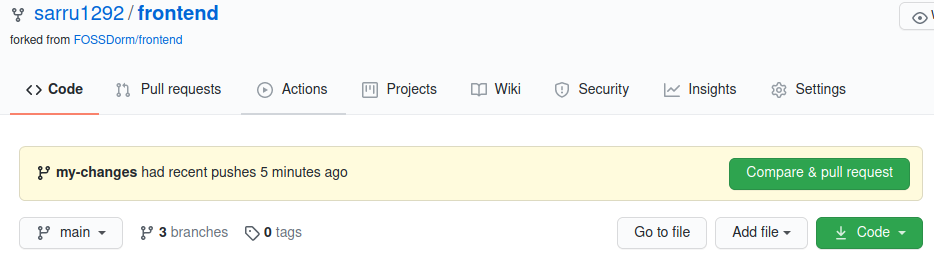 sarru1292 / frontend
forked from FOSSDorm/frontend
Code Pull requests Actions Projects Wiki Security Insights Settings
my-changes had recent pushes 5 minutes ago Compare & pull request
main 3 branches 0 tags Go to file Add file Code